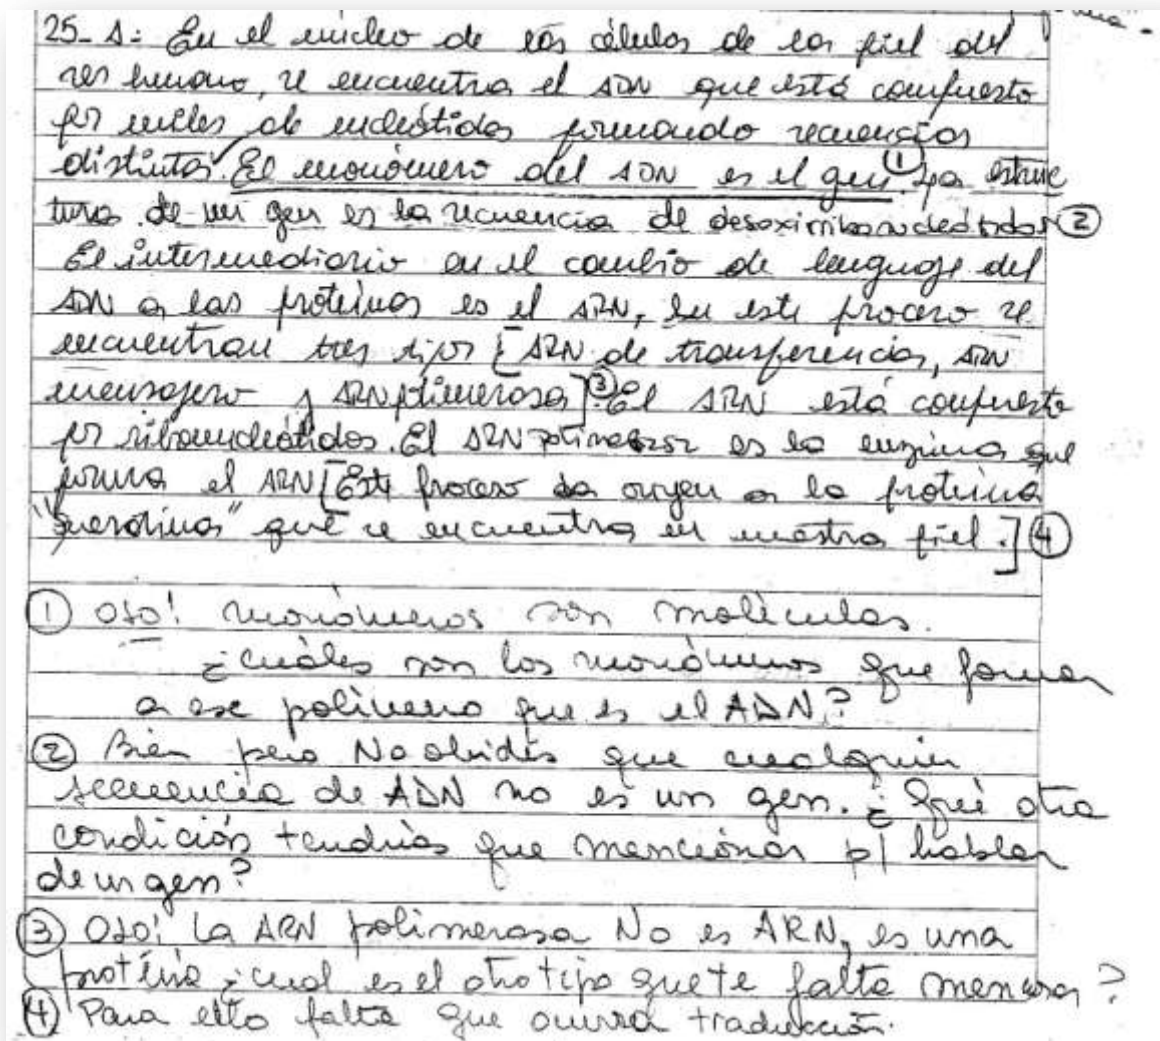 25- A: En el núcleo de las células de la piel del
ser humano, se encuentra el ADN que está compuesto
por miles de nucleótidos formando secuencias
distintas. El monómero del ADN es el gen. ① La estruc
tura de un gen es la secuencia de desoxirribonucleótidos ②
El intermediario en el cambio de lenguaje del
ADN a las proteínas es el ARN, en este proceso se
encuentran tres tipos [ARN de transferencia, ARN
mensajero y ARN polimerasa] ③. El ARN está compuesto
por ribonucleótidos. El ARN polimerasa es la enzima que
forma el ARN [Este proceso da origen a la proteína
"queratina" que se encuentra en nuestra piel.] ④
① Ojo! monómeros son moléculas.
¿cuáles son los monómeros que forman
a ese polímero que es el ADN?
② Bien pero No olvides que cualquier
secuencia de ADN no es un gen. ¿Qué otra
condición tendrías que mencionar p/ hablar
de un gen?
③ Ojo! La ARN polimerasa No es ARN, es una
proteína ¿cuál es el otro tipo que te falta mencionar?
④ Para ello falta que ocurra traducción.